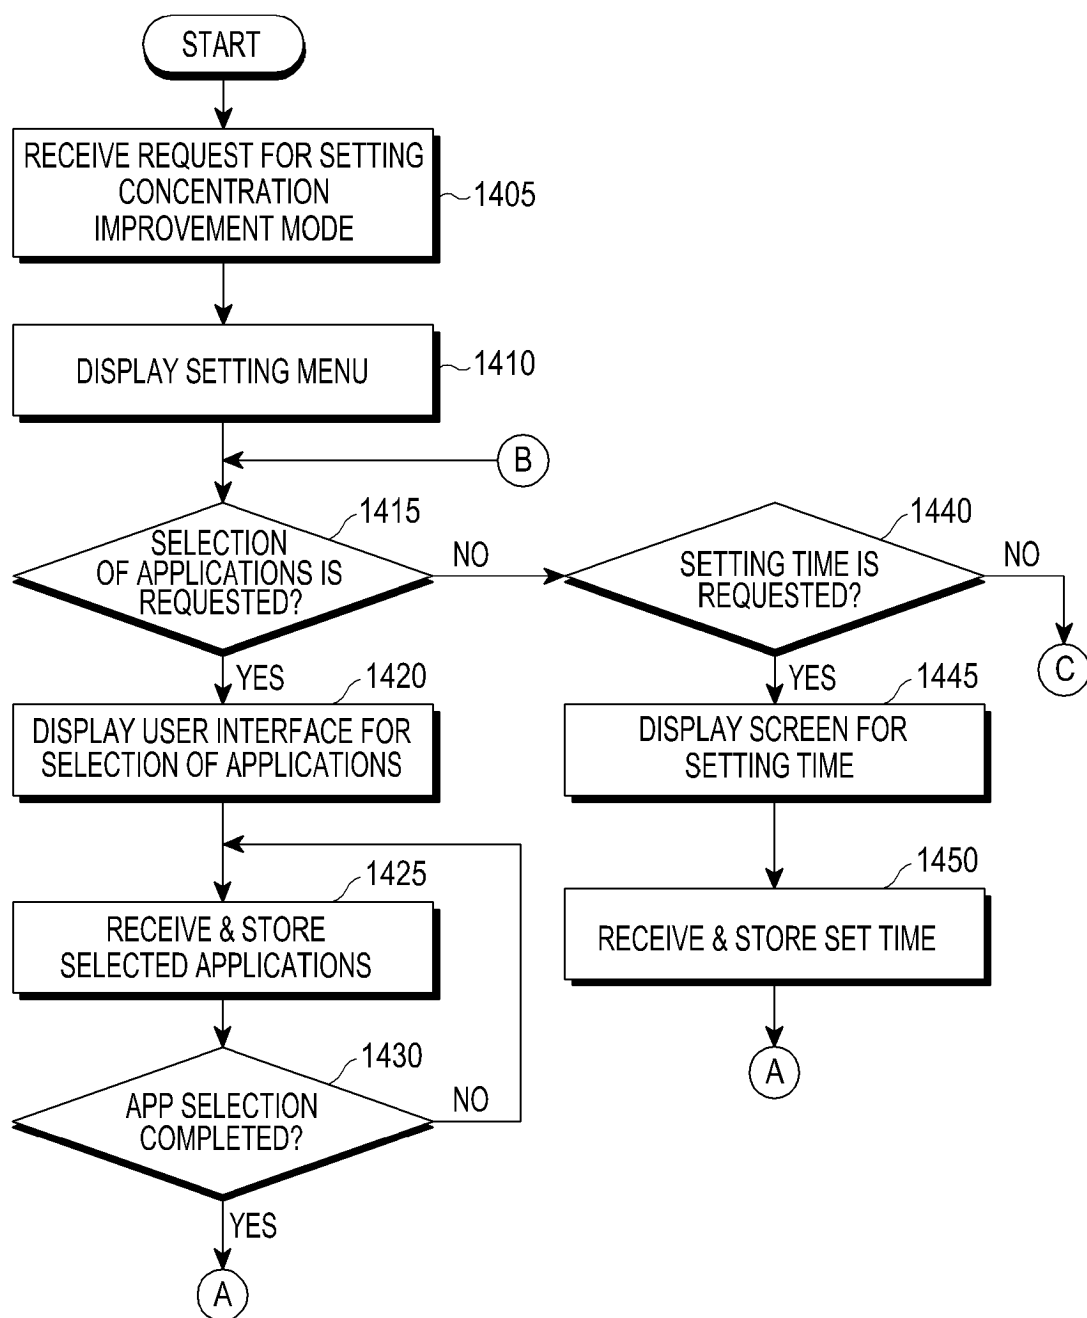 START
RECEIVE REQUEST FOR SETTING
CONCENTRATION
IMPROVEMENT MODE
1405
DISPLAY SETTING MENU
1410
B
1415
SELECTION
OF APPLICATIONS IS
REQUESTED?
NO
1440
SETTING TIME IS
REQUESTED?
NO
C
YES
1420
DISPLAY USER INTERFACE FOR
SELECTION OF APPLICATIONS
YES
1445
DISPLAY SCREEN FOR
SETTING TIME
1425
RECEIVE & STORE
SELECTED APPLICATIONS
1450
RECEIVE & STORE SET TIME
A
1430
APP SELECTION
COMPLETED?
NO
YES
A